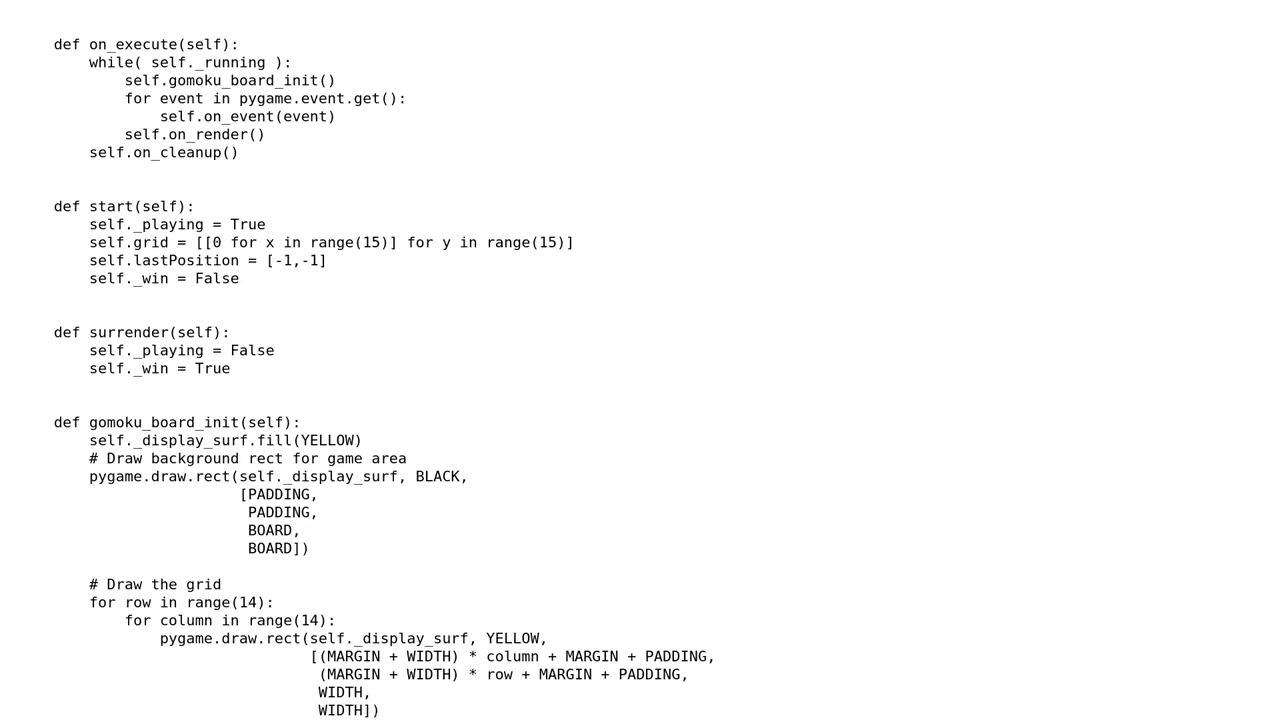 def on_execute(self):
    while( self._running ):
        self.gomoku_board_init()
        for event in pygame.event.get():
            self.on_event(event)
        self.on_render()
    self.on_cleanup()


def start(self):
    self._playing = True
    self.grid = [[0 for x in range(15)] for y in range(15)]
    self.lastPosition = [-1,-1]
    self._win = False


def surrender(self):
    self._playing = False
    self._win = True


def gomoku_board_init(self):
    self._display_surf.fill(YELLOW)
    # Draw background rect for game area
    pygame.draw.rect(self._display_surf, BLACK,
                     [PADDING,
                      PADDING,
                      BOARD,
                      BOARD])

    # Draw the grid
    for row in range(14):
        for column in range(14):
            pygame.draw.rect(self._display_surf, YELLOW,
                             [(MARGIN + WIDTH) * column + MARGIN + PADDING,
                              (MARGIN + WIDTH) * row + MARGIN + PADDING,
                              WIDTH,
                              WIDTH])